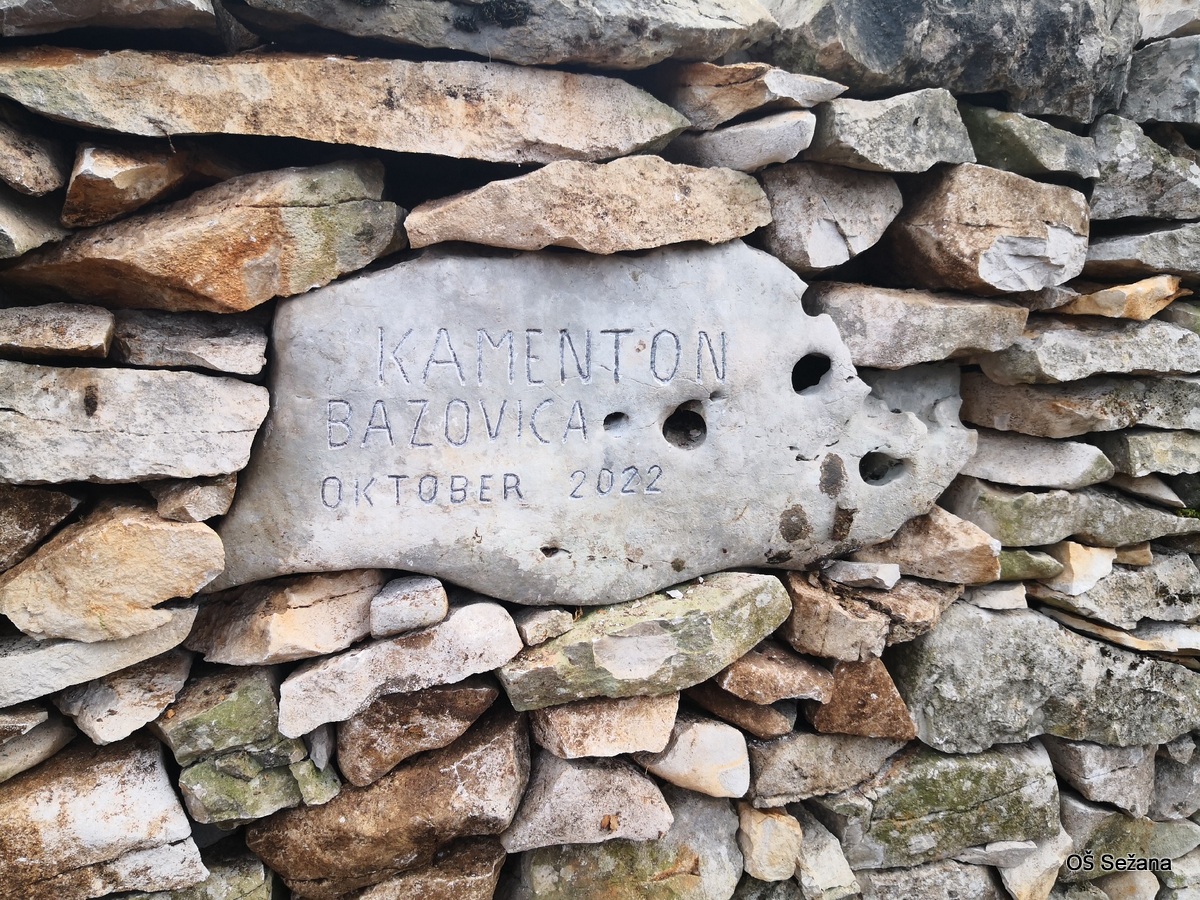 KAMENTON
BAZOVICA
OKTOBER 2022
OŠ Sežana